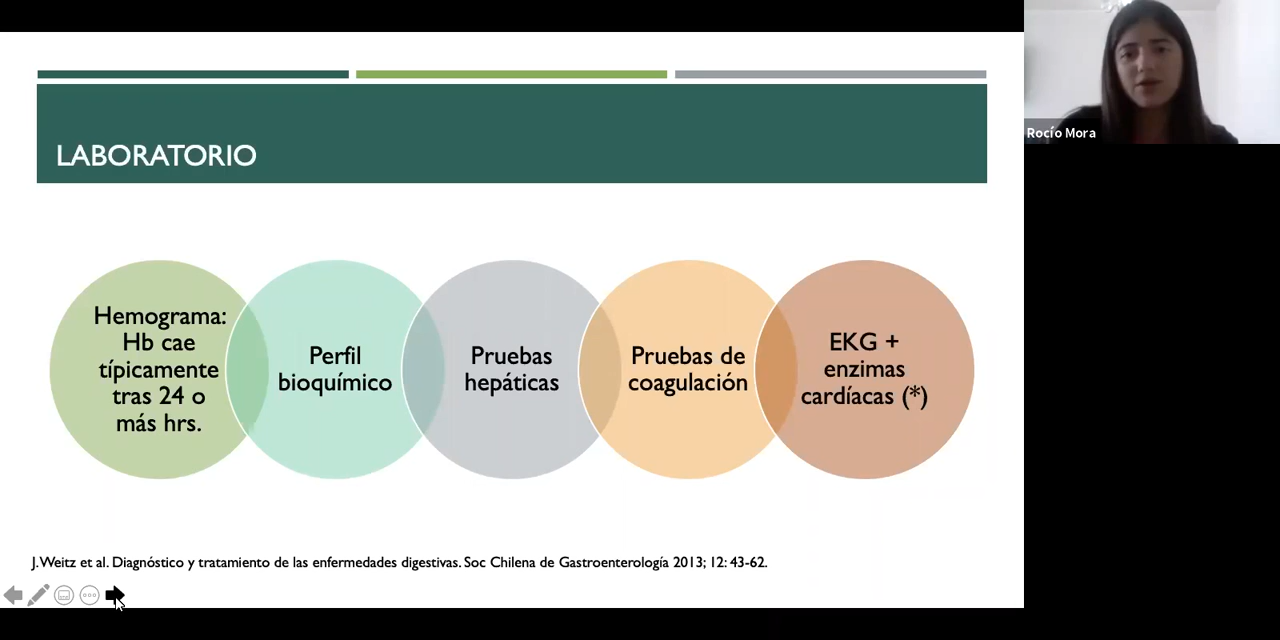 LABORATORIO
Hemograma:
Hb cae
típicamente
tras 24 o
más hrs.
Perfil
bioquímico
Pruebas
hepáticas
Pruebas de
coagulación
EKG +
enzimas
cardíacas (*)
J. Weitz et al. Diagnóstico y tratamiento de las enfermedades digestivas. Soc Chilena de Gastroenterología 2013; 12: 43-62.
Rocío Mora